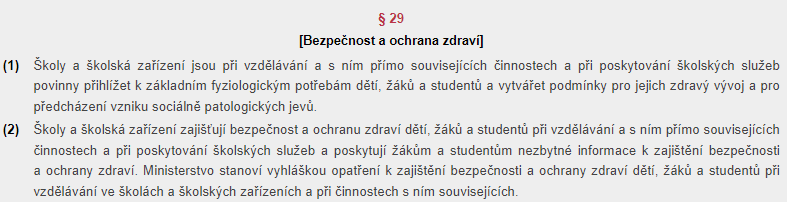 § 29
[Bezpečnost a ochrana zdraví]
(1) Školy a školská zařízení jsou při vzdělávání a s ním přímo souvisejících činnostech a při poskytování školských služeb
povinny přihlížet k základním fyziologickým potřebám dětí, žáků a studentů a vytvářet podmínky pro jejich zdravý vývoj a pro
předcházení vzniku sociálně patologických jevů.
(2) Školy a školská zařízení zajišťují bezpečnost a ochranu zdraví dětí, žáků a studentů při vzdělávání a s ním přímo souvisejících
činnostech a při poskytování školských služeb a poskytují žákům a studentům nezbytné informace k zajištění bezpečnosti
a ochrany zdraví. Ministerstvo stanoví vyhláškou opatření k zajištění bezpečnosti a ochrany zdraví dětí, žáků a studentů při
vzdělávání ve školách a školských zařízeních a při činnostech s ním souvisejících.